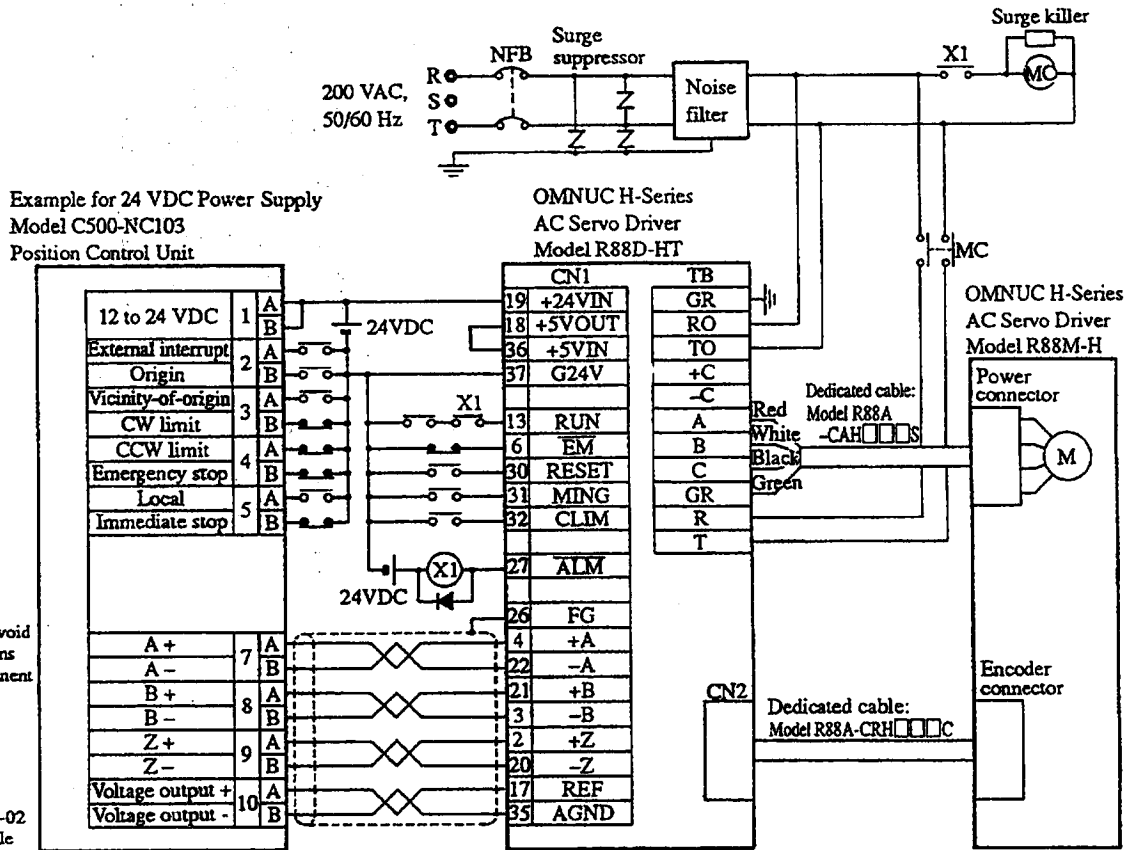 Surge killer
Surge
suppressor
NFB
X1
MC
R
S
T
200 VAC,
50/60 Hz
Noise
filter
Z
Z
Z
MC
Example for 24 VDC Power Supply
Model C500-NC103
Position Control Unit
12 to 24 VDC 1 A
B
External interrupt 2 A
Origin B
Vicinity-of-origin 3 A
CW limit B
CCW limit 4 A
Emergency stop B
Local 5 A
Immediate stop B
A + 7 A
A – B
B + 8 A
B – B
Z + 9 A
Z – B
Voltage output + 10 A
Voltage output - B
void
ns
nent
-02
le
24VDC
X1
X1
24VDC
OMNUC H-Series
AC Servo Driver
Model R88D-HT
CN1
19 +24VIN
18 +5VOUT
36 +5VIN
37 G24V
13 RUN
6 EM
30 RESET
31 MING
32 CLIM
27 ALM
26 FG
4 +A
22 –A
21 +B
3 –B
2 +Z
20 –Z
17 REF
35 AGND
TB
GR
RO
TO
+C
–C
A
B
C
GR
R
T
CN2
Red
White
Black
Green
Dedicated cable:
Model R88A
-CAH□□□S
Dedicated cable:
Model R88A-CRH□□□C
OMNUC H-Series
AC Servo Driver
Model R88M-H
Power
connector
M
Encoder
connector